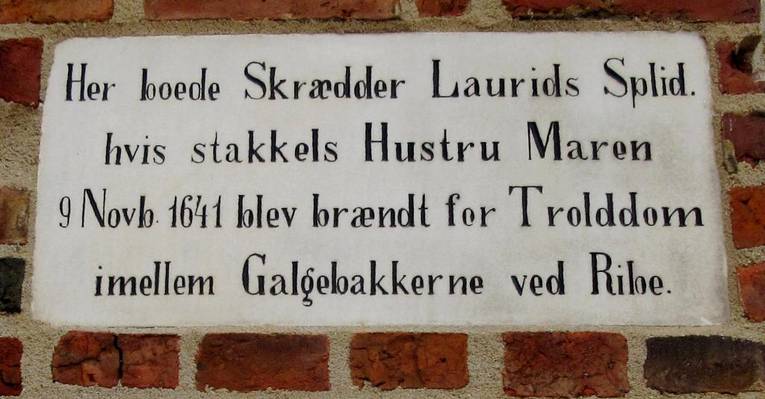 Her boede Skrædder Laurids Splid.
hvis stakkels Hustru Maren
9 Novb. 1641 blev brændt for Trolddom
imellem Galgebakkerne ved Ribe.